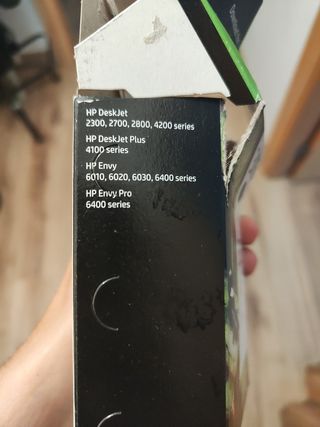 HP DeskJet
2300, 2700, 2800, 4200 series
HP DeskJet Plus
4100 series
HP Envy
6010, 6020, 6030, 6400 series
HP Envy Pro
6400 series